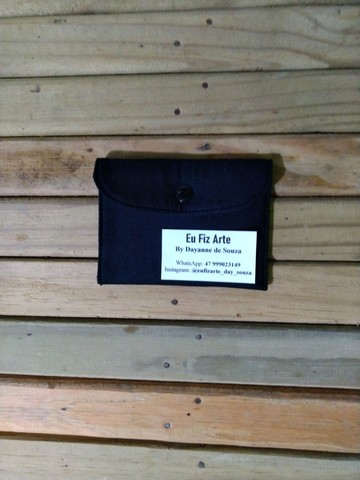 Eu Fiz Arte
By Dayanne de Souza
WhatsApp: 47 999023149
Instagram: @eufizarte_day_souza